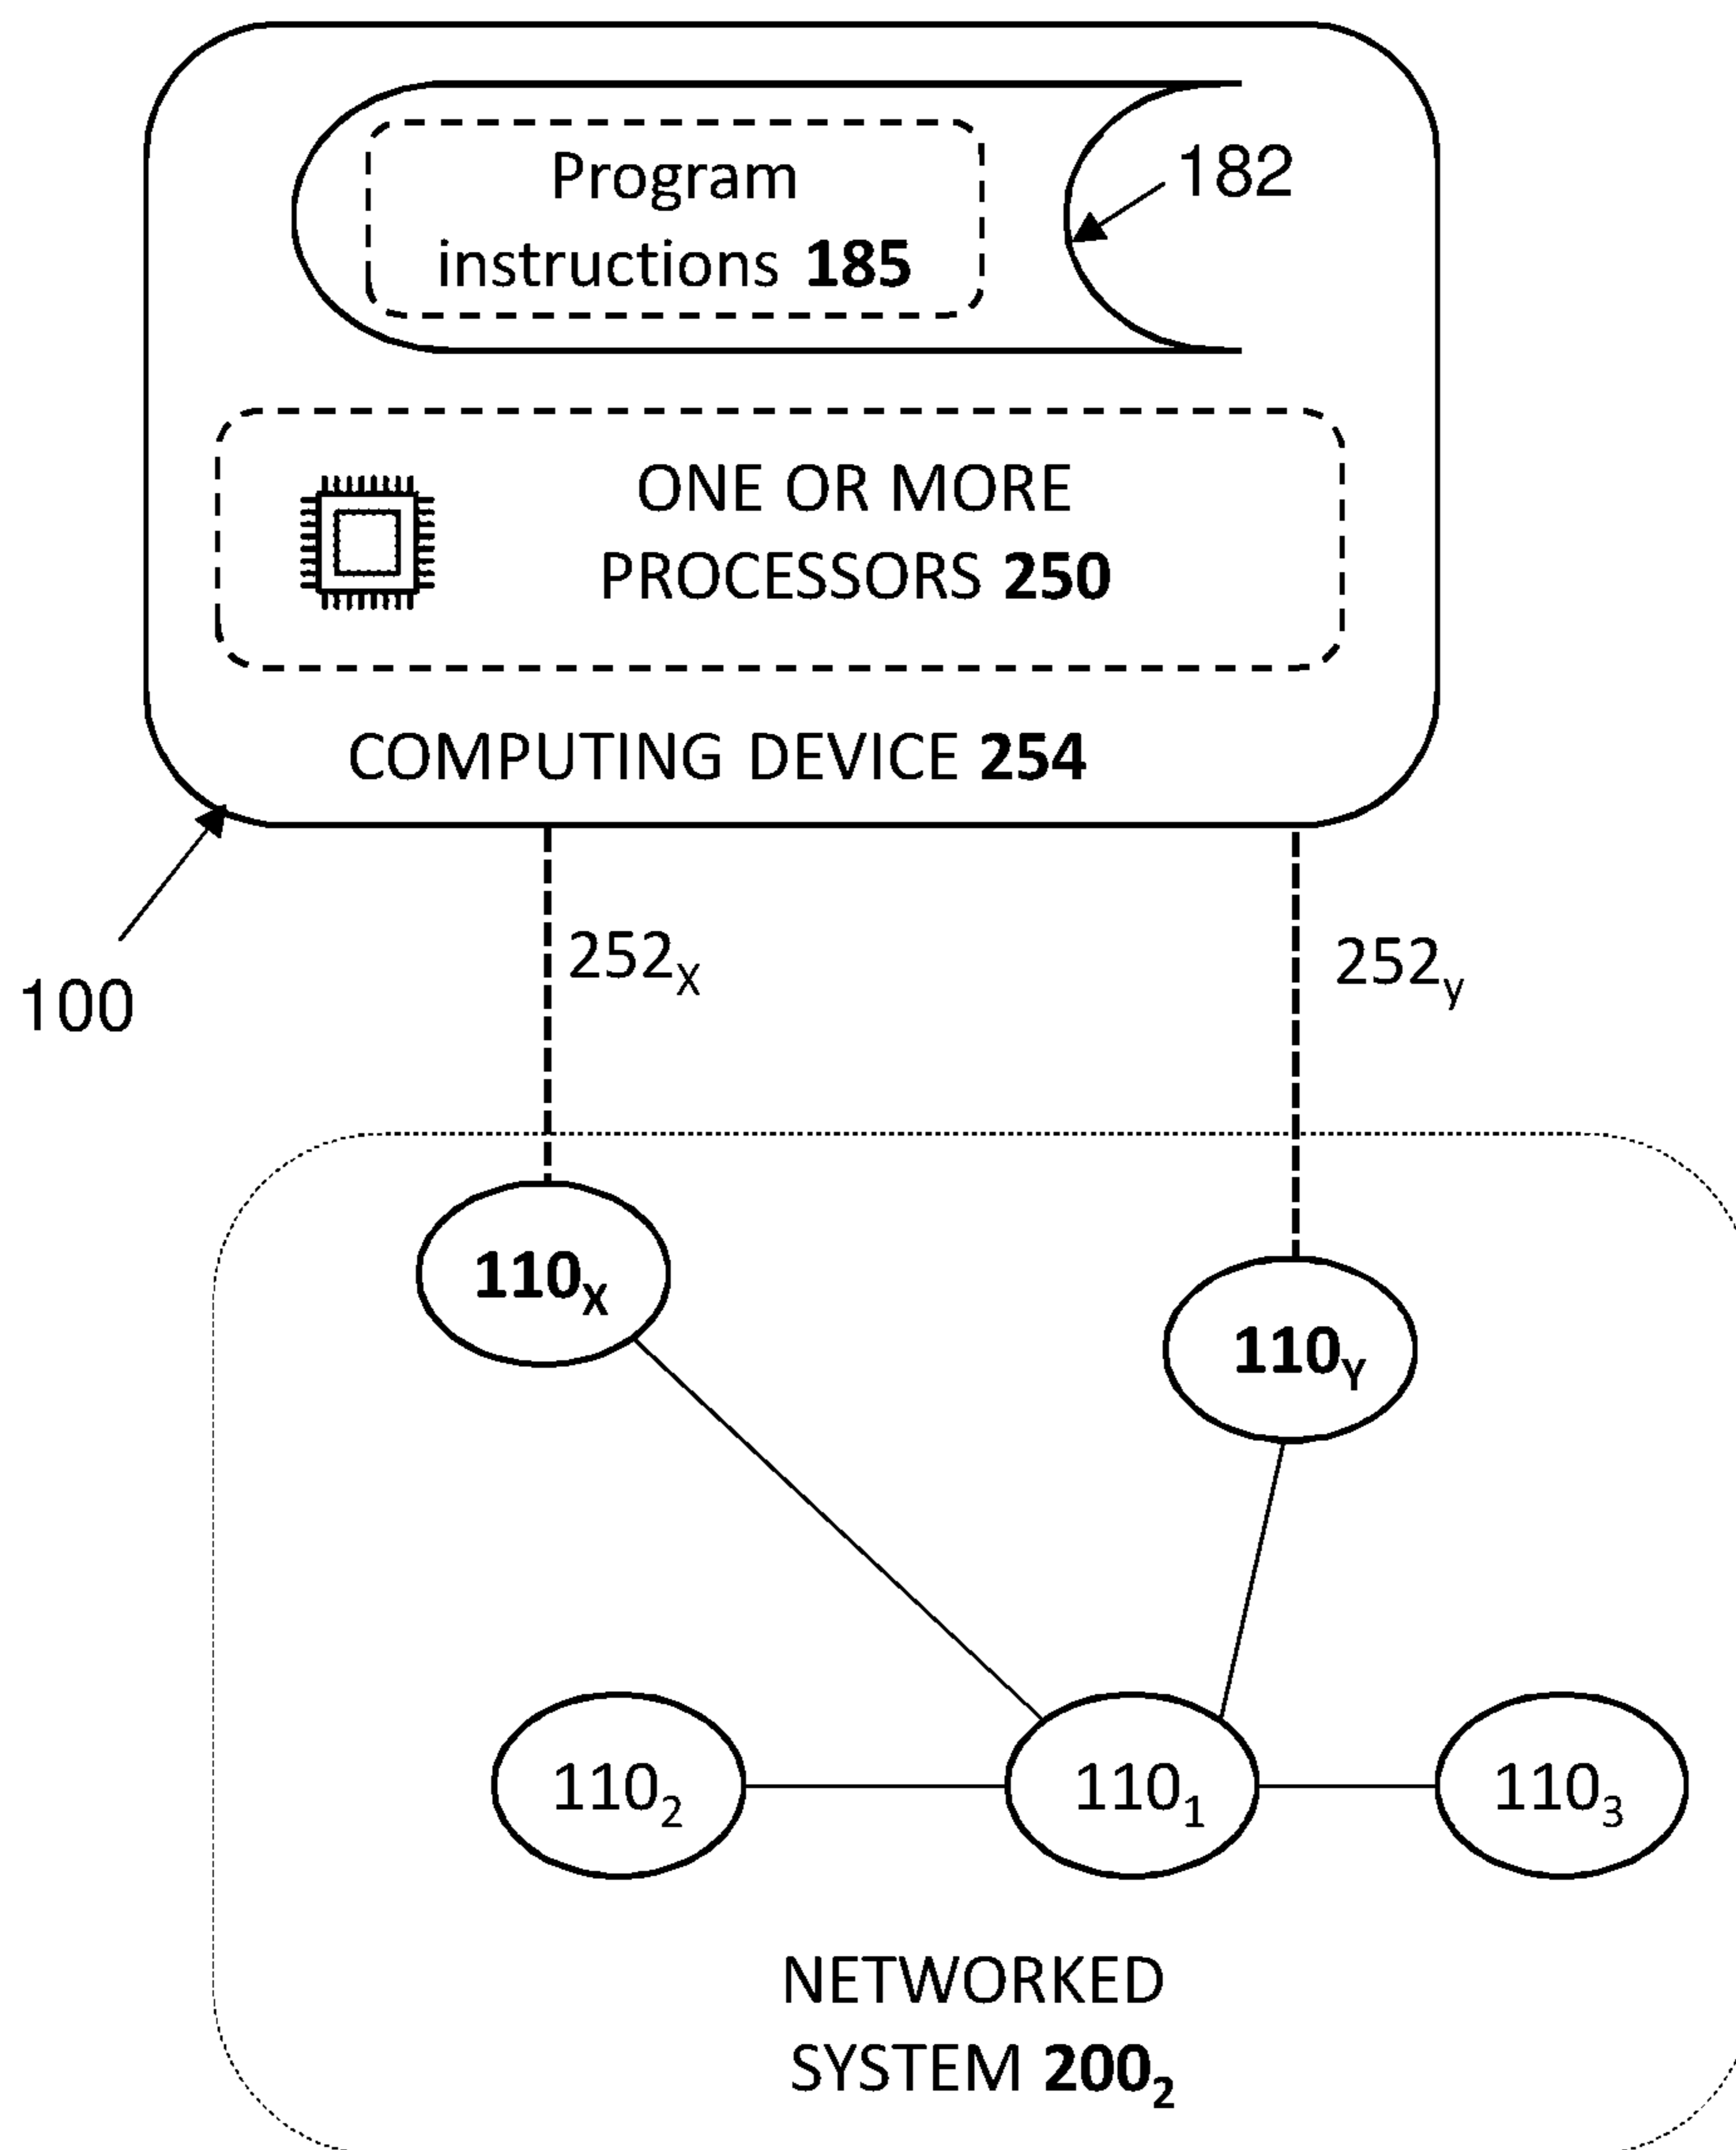 Program
instructions 185
182
ONE OR MORE
PROCESSORS 250
COMPUTING DEVICE 254
100
252X
252y
110X
110Y
1102
1101
1103
NETWORKED
SYSTEM 2002